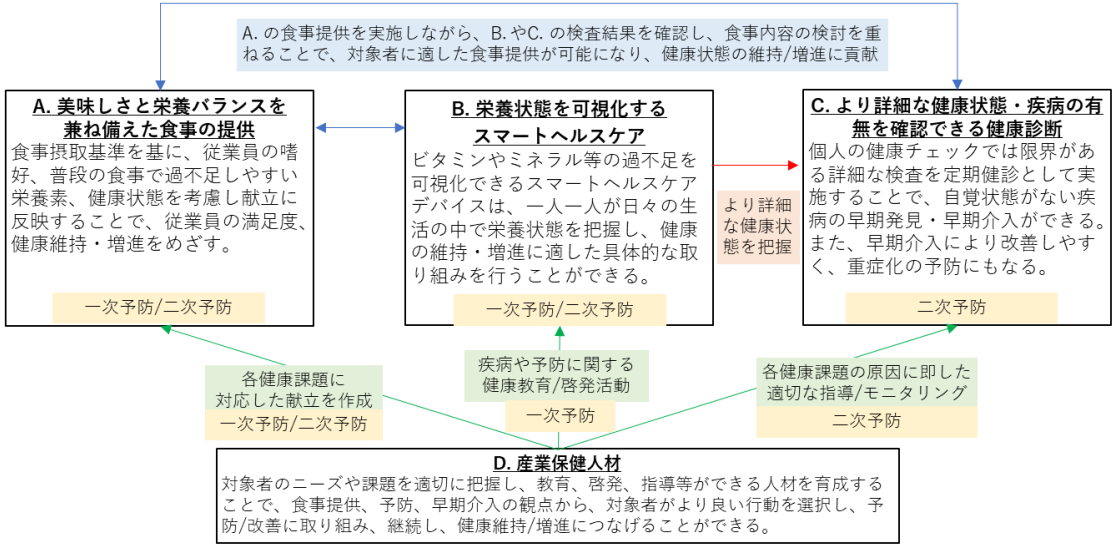 A. の食事提供を実施しながら、B. やC. の検査結果を確認し、食事内容の検討を重
ねることで、対象者に適した食事提供が可能になり、健康状態の維持/増進に貢献
A. 美味しさと栄養バランスを
兼ね備えた食事の提供
食事摂取基準を基に、従業員の嗜
好、普段の食事で過不足しやすい
栄養素、健康状態を考慮し献立に
反映することで、従業員の満足度、
健康維持・増進をめざす。
一次予防/二次予防
B. 栄養状態を可視化する
スマートヘルスケア
ビタミンやミネラル等の過不足を
可視化できるスマートヘルスケア
デバイスは、一人一人が日々の生
活の中で栄養状態を把握し、健康
の維持・増進に適した具体的な取
り組みを行うことができる。
一次予防/二次予防
より詳細
な健康状
態を把握
C. より詳細な健康状態・疾病の有
無を確認できる健康診断
個人の健康チェックでは限界があ
る詳細な検査を定期健診として実
施することで、自覚状態がない疾
病の早期発見・早期介入ができる。
また、早期介入により改善しやす
く、重症化の予防にもなる。
二次予防
各健康課題に
対応した献立を作成
一次予防/二次予防
疾病や予防に関する
健康教育/啓発活動
一次予防
各健康課題の原因に即した
適切な指導/モニタリング
二次予防
D. 産業保健人材
対象者のニーズや課題を適切に把握し、教育、啓発、指導等ができる人材を育成する
ことで、食事提供、予防、早期介入の観点から、対象者がより良い行動を選択し、予
防/改善に取り組み、継続し、健康維持/増進につなげることができる。